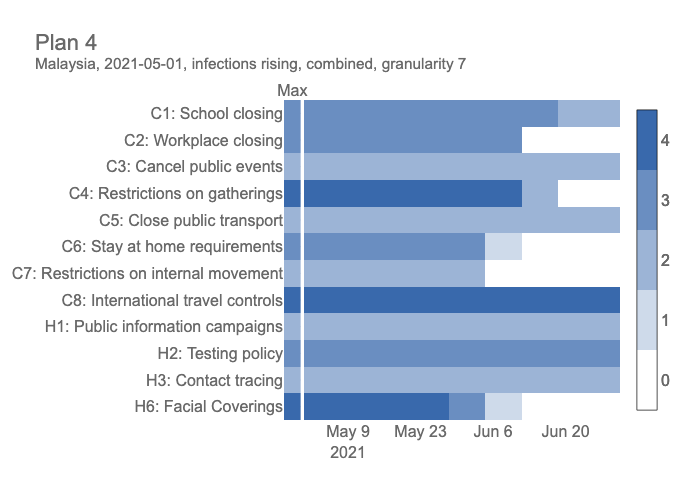 Plan 4
Malaysia, 2021-05-01, infections rising, combined, granularity 7
Max
C1: School closing
C2: Workplace closing
C3: Cancel public events
C4: Restrictions on gatherings
C5: Close public transport
C6: Stay at home requirements
C7: Restrictions on internal movement
C8: International travel controls
H1: Public information campaigns
H2: Testing policy
H3: Contact tracing
H6: Facial Coverings
May 9 May 23 Jun 6 Jun 20
2021
4
3
2
1
0